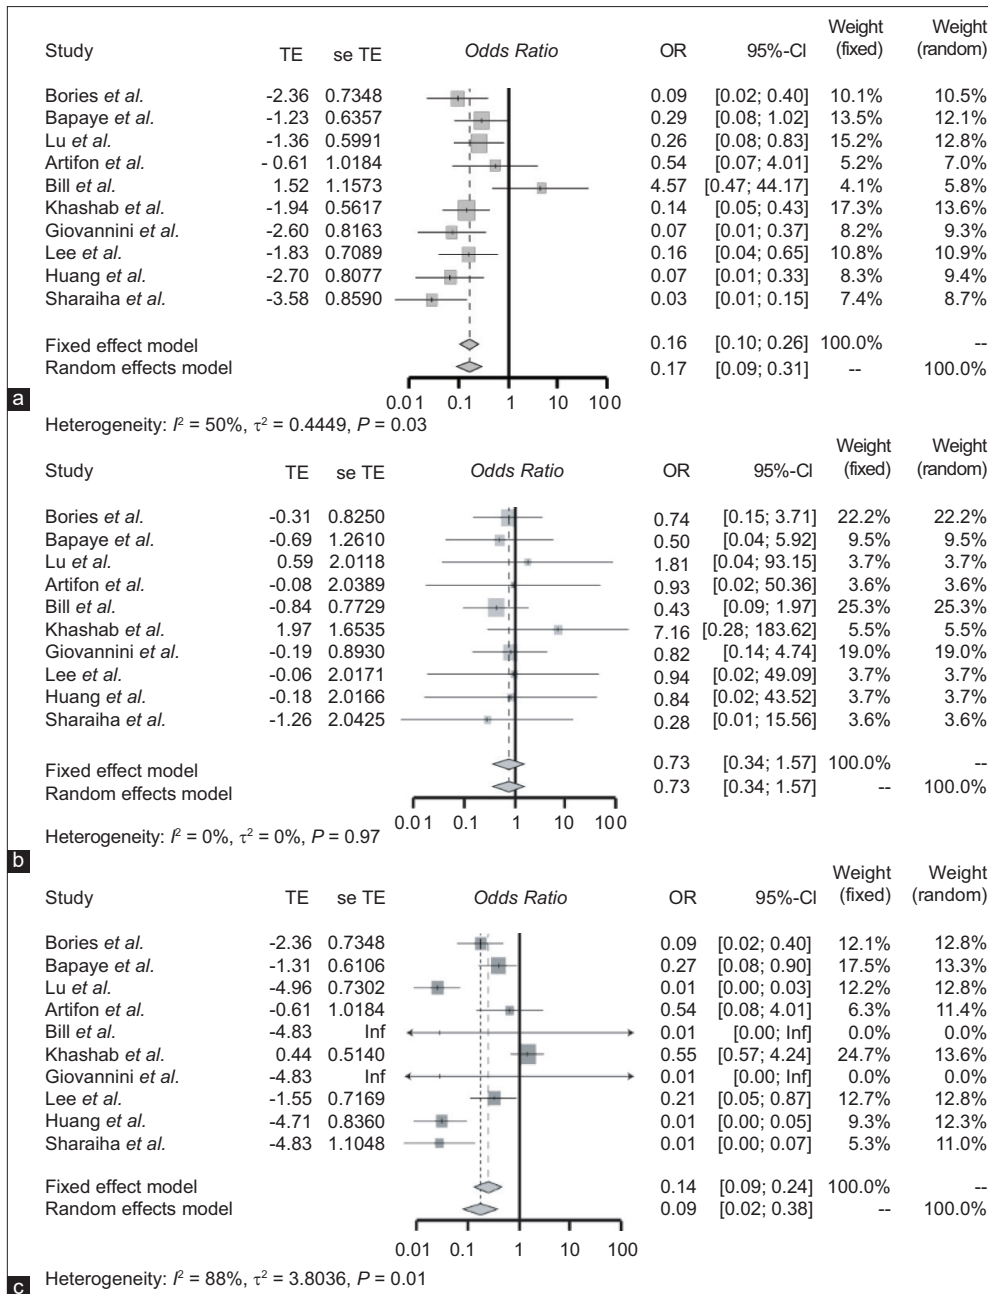 Study TE se TE Odds Ratio OR 95%-CI Weight (fixed) Weight (random)
Bories et al. -2.36 0.7348 0.09 [0.02; 0.40] 10.1% 10.5%
Bapaye et al. -1.23 0.6357 0.29 [0.08; 1.02] 13.5% 12.1%
Lu et al. -1.36 0.5991 0.26 [0.08; 0.83] 15.2% 12.8%
Artifon et al. - 0.61 1.0184 0.54 [0.07; 4.01] 5.2% 7.0%
Bill et al. 1.52 1.1573 4.57 [0.47; 44.17] 4.1% 5.8%
Khashab et al. -1.94 0.5617 0.14 [0.05; 0.43] 17.3% 13.6%
Giovannini et al. -2.60 0.8163 0.07 [0.01; 0.37] 8.2% 9.3%
Lee et al. -1.83 0.7089 0.16 [0.04; 0.65] 10.8% 10.9%
Huang et al. -2.70 0.8077 0.07 [0.01; 0.33] 8.3% 9.4%
Sharaiha et al. -3.58 0.8590 0.03 [0.01; 0.15] 7.4% 8.7%
Fixed effect model 0.16 [0.10; 0.26] 100.0% --
Random effects model 0.17 [0.09; 0.31] -- 100.0%
0.01 0.1 1 10 100
a
Heterogeneity: I² = 50%, τ² = 0.4449, P = 0.03
Study TE se TE Odds Ratio OR 95%-CI Weight (fixed) Weight (random)
Bories et al. -0.31 0.8250 0.74 [0.15; 3.71] 22.2% 22.2%
Bapaye et al. -0.69 1.2610 0.50 [0.04; 5.92] 9.5% 9.5%
Lu et al. 0.59 2.0118 1.81 [0.04; 93.15] 3.7% 3.7%
Artifon et al. -0.08 2.0389 0.93 [0.02; 50.36] 3.6% 3.6%
Bill et al. -0.84 0.7729 0.43 [0.09; 1.97] 25.3% 25.3%
Khashab et al. 1.97 1.6535 7.16 [0.28; 183.62] 5.5% 5.5%
Giovannini et al. -0.19 0.8930 0.82 [0.14; 4.74] 19.0% 19.0%
Lee et al. -0.06 2.0171 0.94 [0.02; 49.09] 3.7% 3.7%
Huang et al. -0.18 2.0166 0.84 [0.02; 43.52] 3.7% 3.7%
Sharaiha et al. -1.26 2.0425 0.28 [0.01; 15.56] 3.6% 3.6%
Fixed effect model 0.73 [0.34; 1.57] 100.0% --
Random effects model 0.73 [0.34; 1.57] -- 100.0%
0.01 0.1 1 10 100
Heterogeneity: I² = 0%, τ² = 0%, P = 0.97
b
Study TE se TE Odds Ratio OR 95%-CI Weight (fixed) Weight (random)
Bories et al. -2.36 0.7348 0.09 [0.02; 0.40] 12.1% 12.8%
Bapaye et al. -1.31 0.6106 0.27 [0.08; 0.90] 17.5% 13.3%
Lu et al. -4.96 0.7302 0.01 [0.00; 0.03] 12.2% 12.8%
Artifon et al. -0.61 1.0184 0.54 [0.08; 4.01] 6.3% 11.4%
Bill et al. -4.83 Inf 0.01 [0.00; Inf] 0.0% 0.0%
Khashab et al. 0.44 0.5140 0.55 [0.57; 4.24] 24.7% 13.6%
Giovannini et al. -4.83 Inf 0.01 [0.00; Inf] 0.0% 0.0%
Lee et al. -1.55 0.7169 0.21 [0.05; 0.87] 12.7% 12.8%
Huang et al. -4.71 0.8360 0.01 [0.00; 0.05] 9.3% 12.3%
Sharaiha et al. -4.83 1.1048 0.01 [0.00; 0.07] 5.3% 11.0%
Fixed effect model 0.14 [0.09; 0.24] 100.0% --
Random effects model 0.09 [0.02; 0.38] -- 100.0%
0.01 0.1 1 10 100
c
Heterogeneity: I² = 88%, τ² = 3.8036, P = 0.01